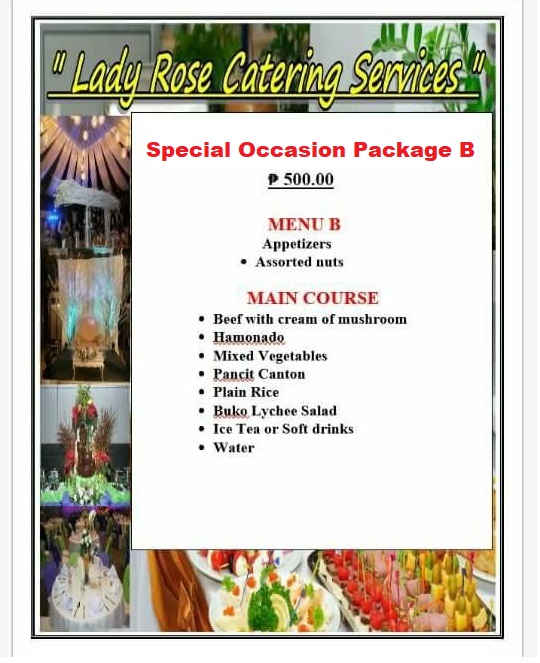 " Lady Rose Catering Services "
Special Occasion Package B
₱ 500.00
MENU B
Appetizers
• Assorted nuts
MAIN COURSE
• Beef with cream of mushroom
• Hamonado
• Mixed Vegetables
• Pancit Canton
• Plain Rice
• Buko Lychee Salad
• Ice Tea or Soft drinks
• Water